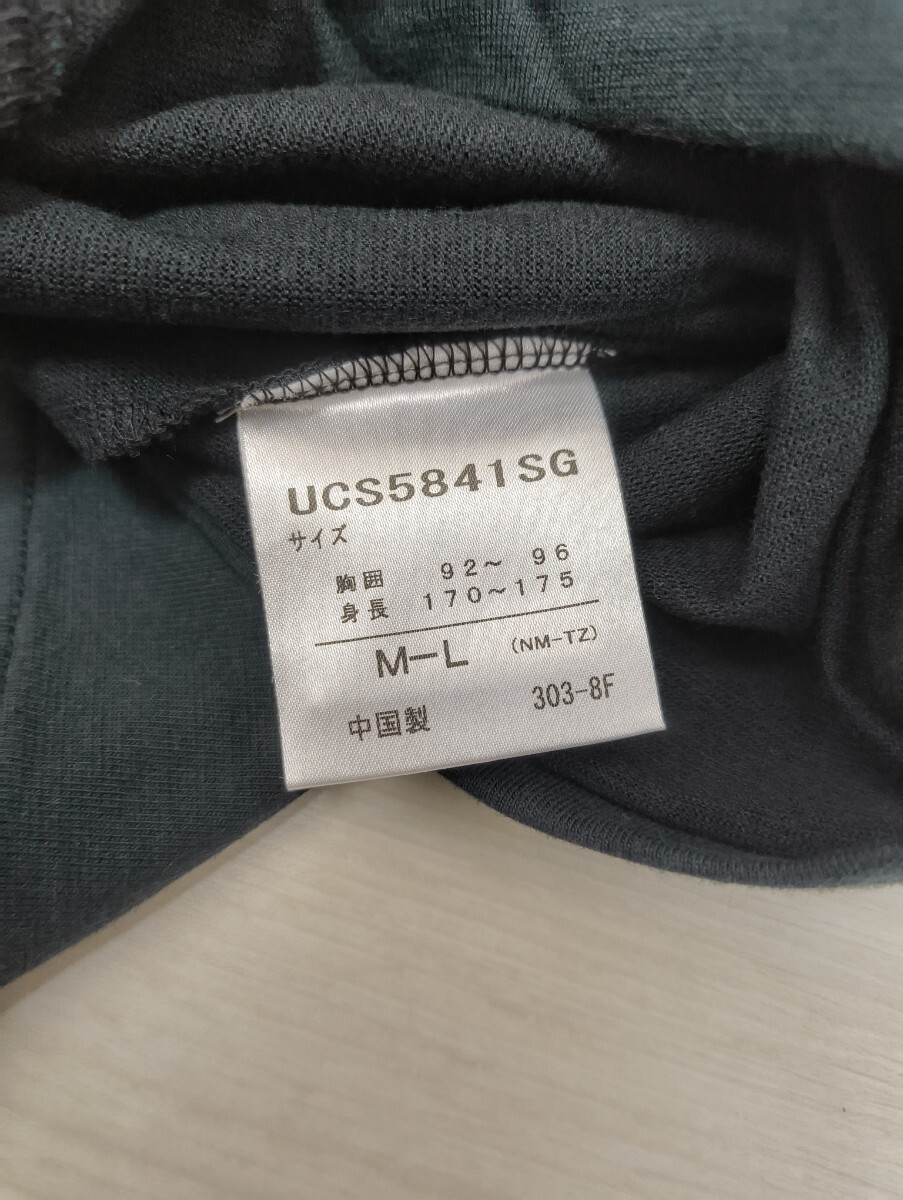 UCS5841SG
サイズ
胸囲 92～ 96
身長 170～175
M－L (NM-TZ)
303-8F
中国製